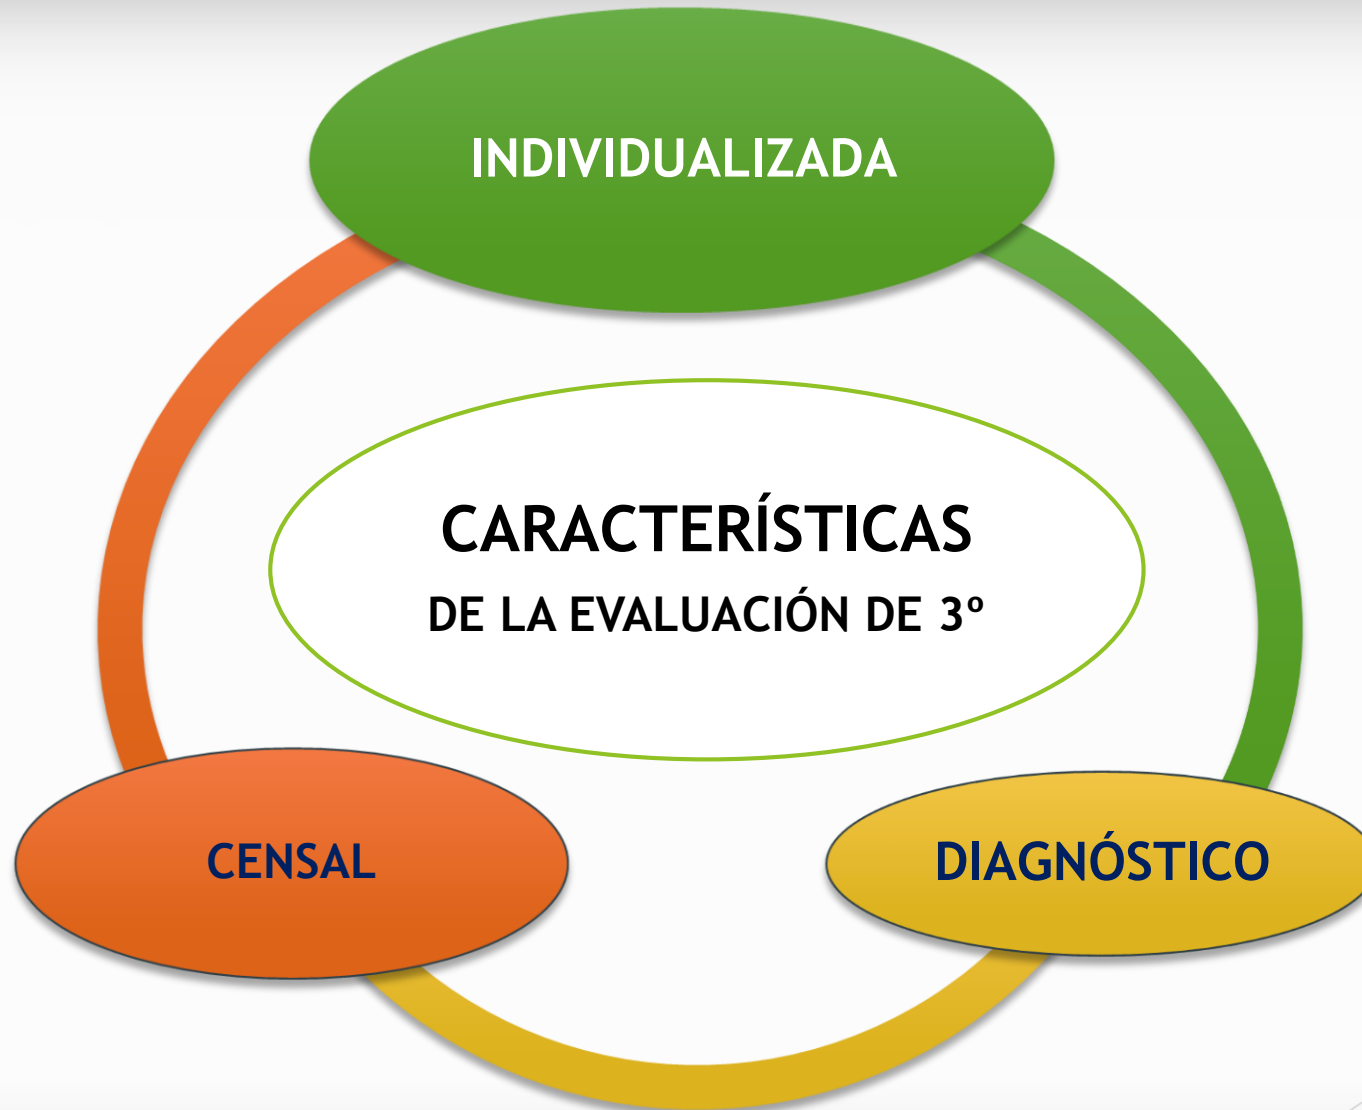 INDIVIDUALIZADA
CARACTERÍSTICAS
DE LA EVALUACIÓN DE 3º
CENSAL
DIAGNÓSTICO